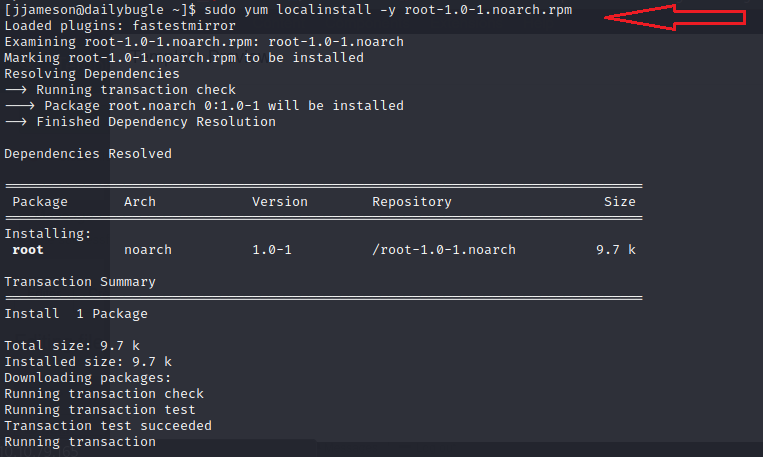 [jjameson@dailybugle ~]$ sudo yum localinstall -y root-1.0-1.noarch.rpm
Loaded plugins: fastestmirror
Examining root-1.0-1.noarch.rpm: root-1.0-1.noarch
Marking root-1.0-1.noarch.rpm to be installed
Resolving Dependencies
--> Running transaction check
---> Package root.noarch 0:1.0-1 will be installed
--> Finished Dependency Resolution
Dependencies Resolved
Package Arch Version Repository Size
Installing:
root noarch 1.0-1 /root-1.0-1.noarch 9.7 k
Transaction Summary
Install 1 Package
Total size: 9.7 k
Installed size: 9.7 k
Downloading packages:
Running transaction check
Running transaction test
Transaction test succeeded
Running transaction